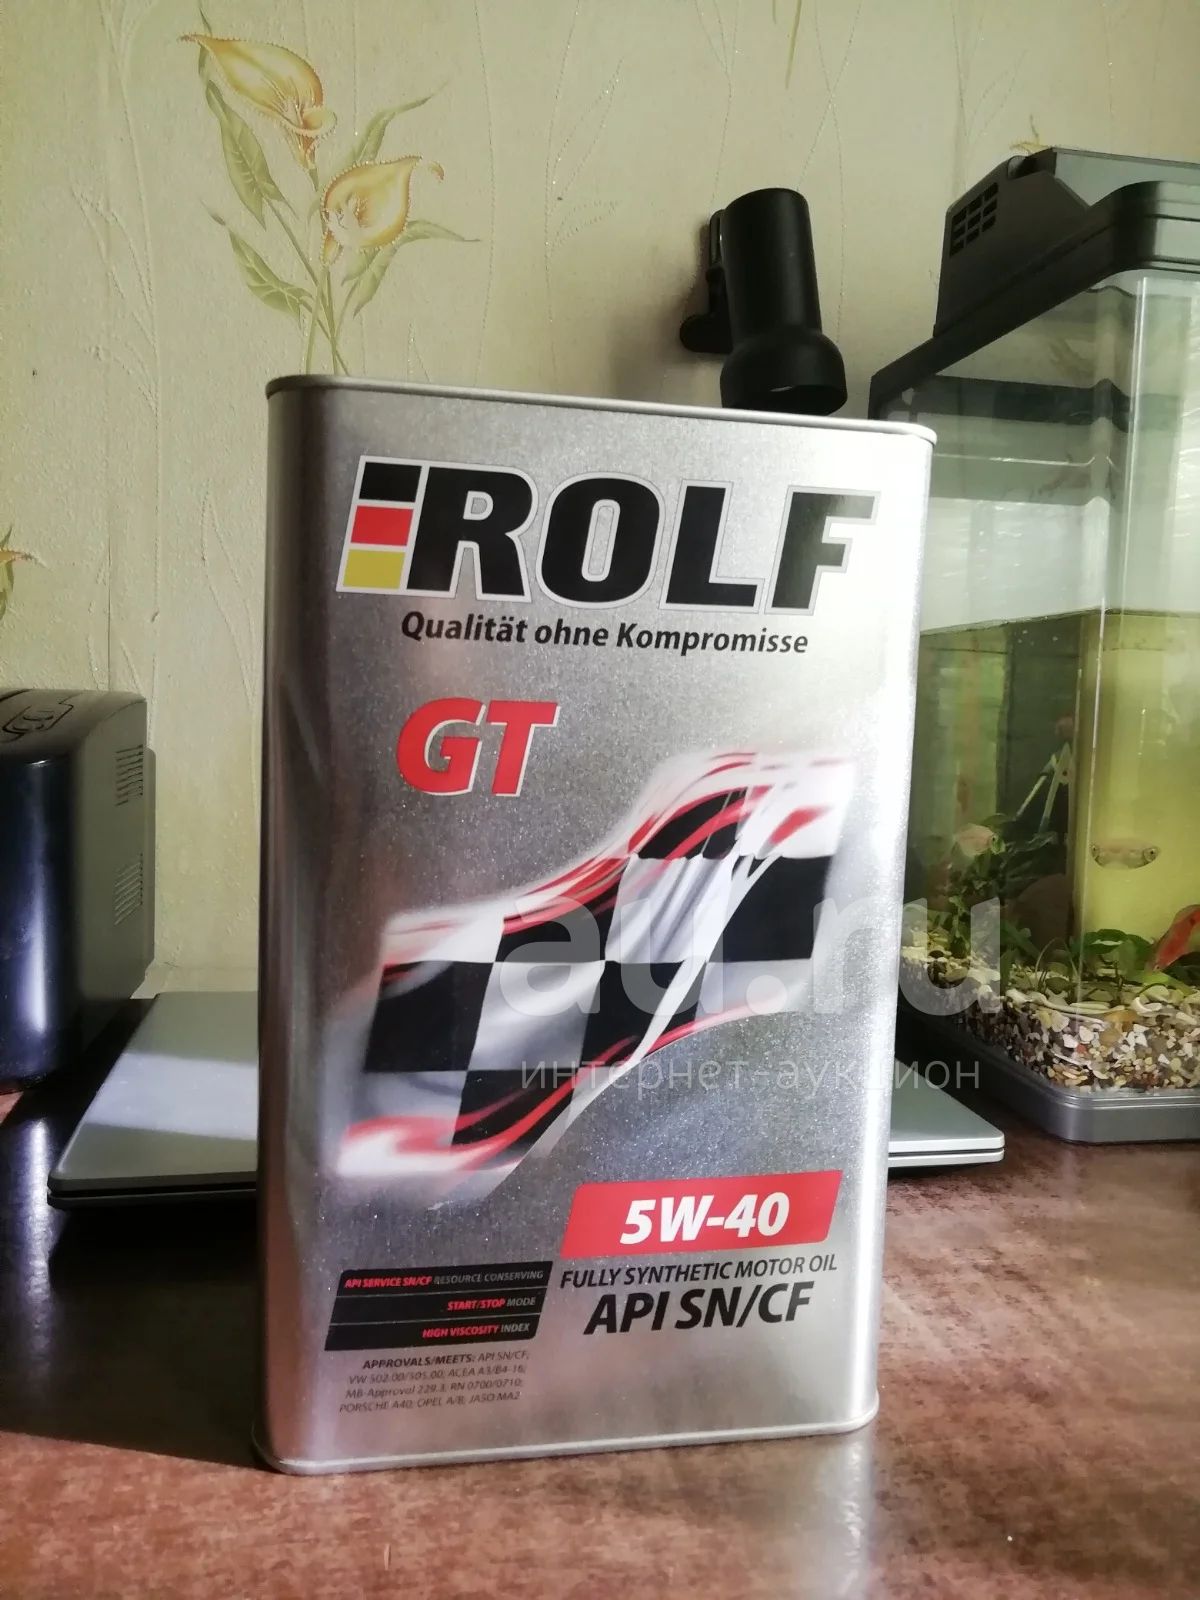 ROLF
Qualität ohne Kompromisse
GT
au.ru
интернет-аукцион
5W-40
FULLY SYNTHETIC MOTOR OIL
API SN/CF
API SERVICE SN/CF RESOURCE CONSERVING
START/STOP MODE
HIGH VISCOSITY INDEX
APPROVALS/MEETS: API SN/CF;
VW 502.00/505.00; ACEA A3/B4-16;
MB-Approval 229.3; RN 0700/0710;
PORSCHE A40; OPEL A/B; JASO MA2